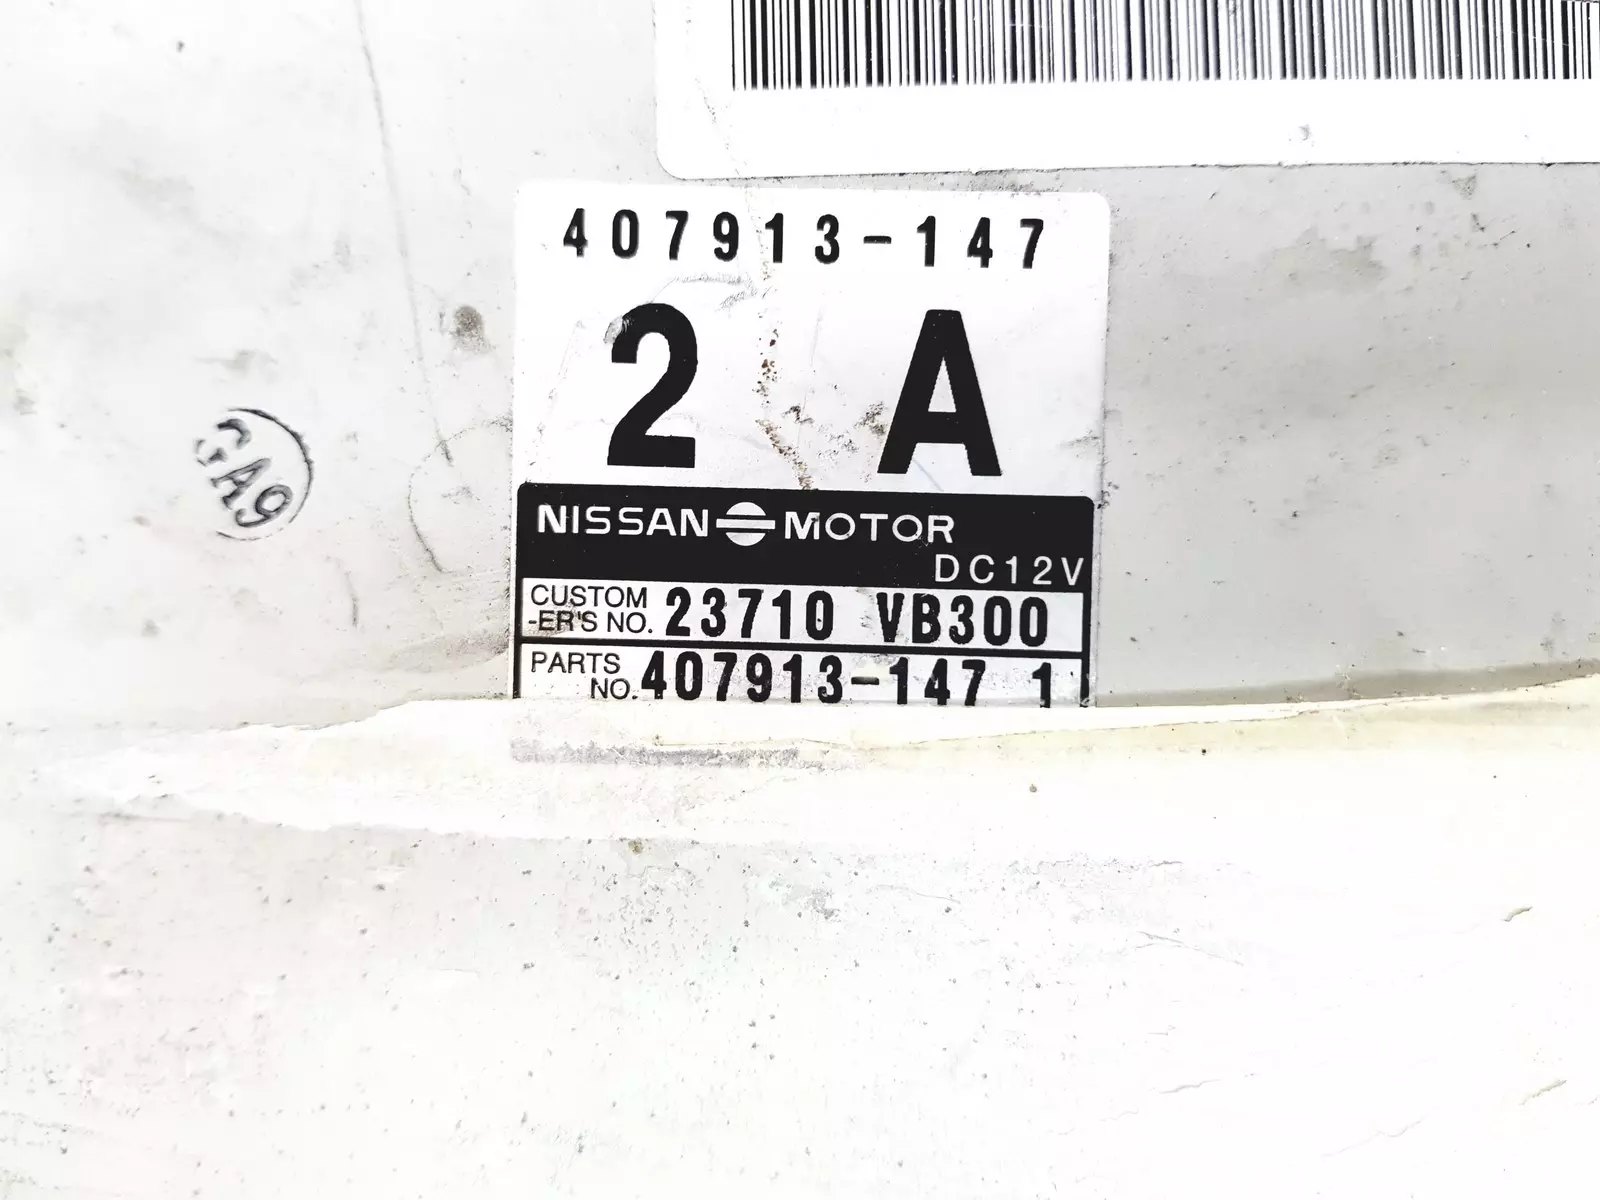 407913-147
2 A
NISSAN MOTOR
DC12V
CUSTOM
-ER'S NO. 23710 VB300
PARTS
NO. 407913-147 1
GA9